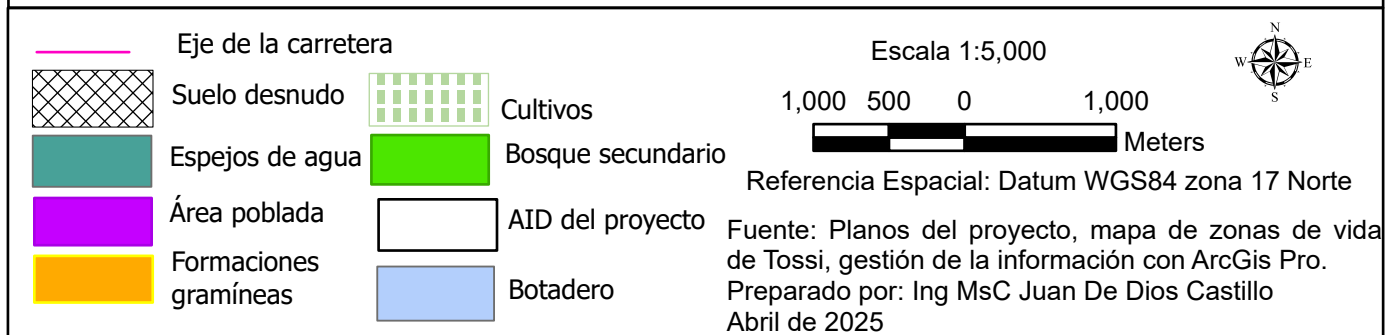 Eje de la carretera
Suelo desnudo
Espejos de agua
Área poblada
Formaciones
gramíneas
Cultivos
Bosque secundario
AID del proyecto
Botadero
Escala 1:5,000
1,000 500 0 1,000
Meters
Referencia Espacial: Datum WGS84 zona 17 Norte
Fuente: Planos del proyecto, mapa de zonas de vida
de Tossi, gestión de la información con ArcGis Pro.
Preparado por: Ing MsC Juan De Dios Castillo
Abril de 2025
N
W E
S